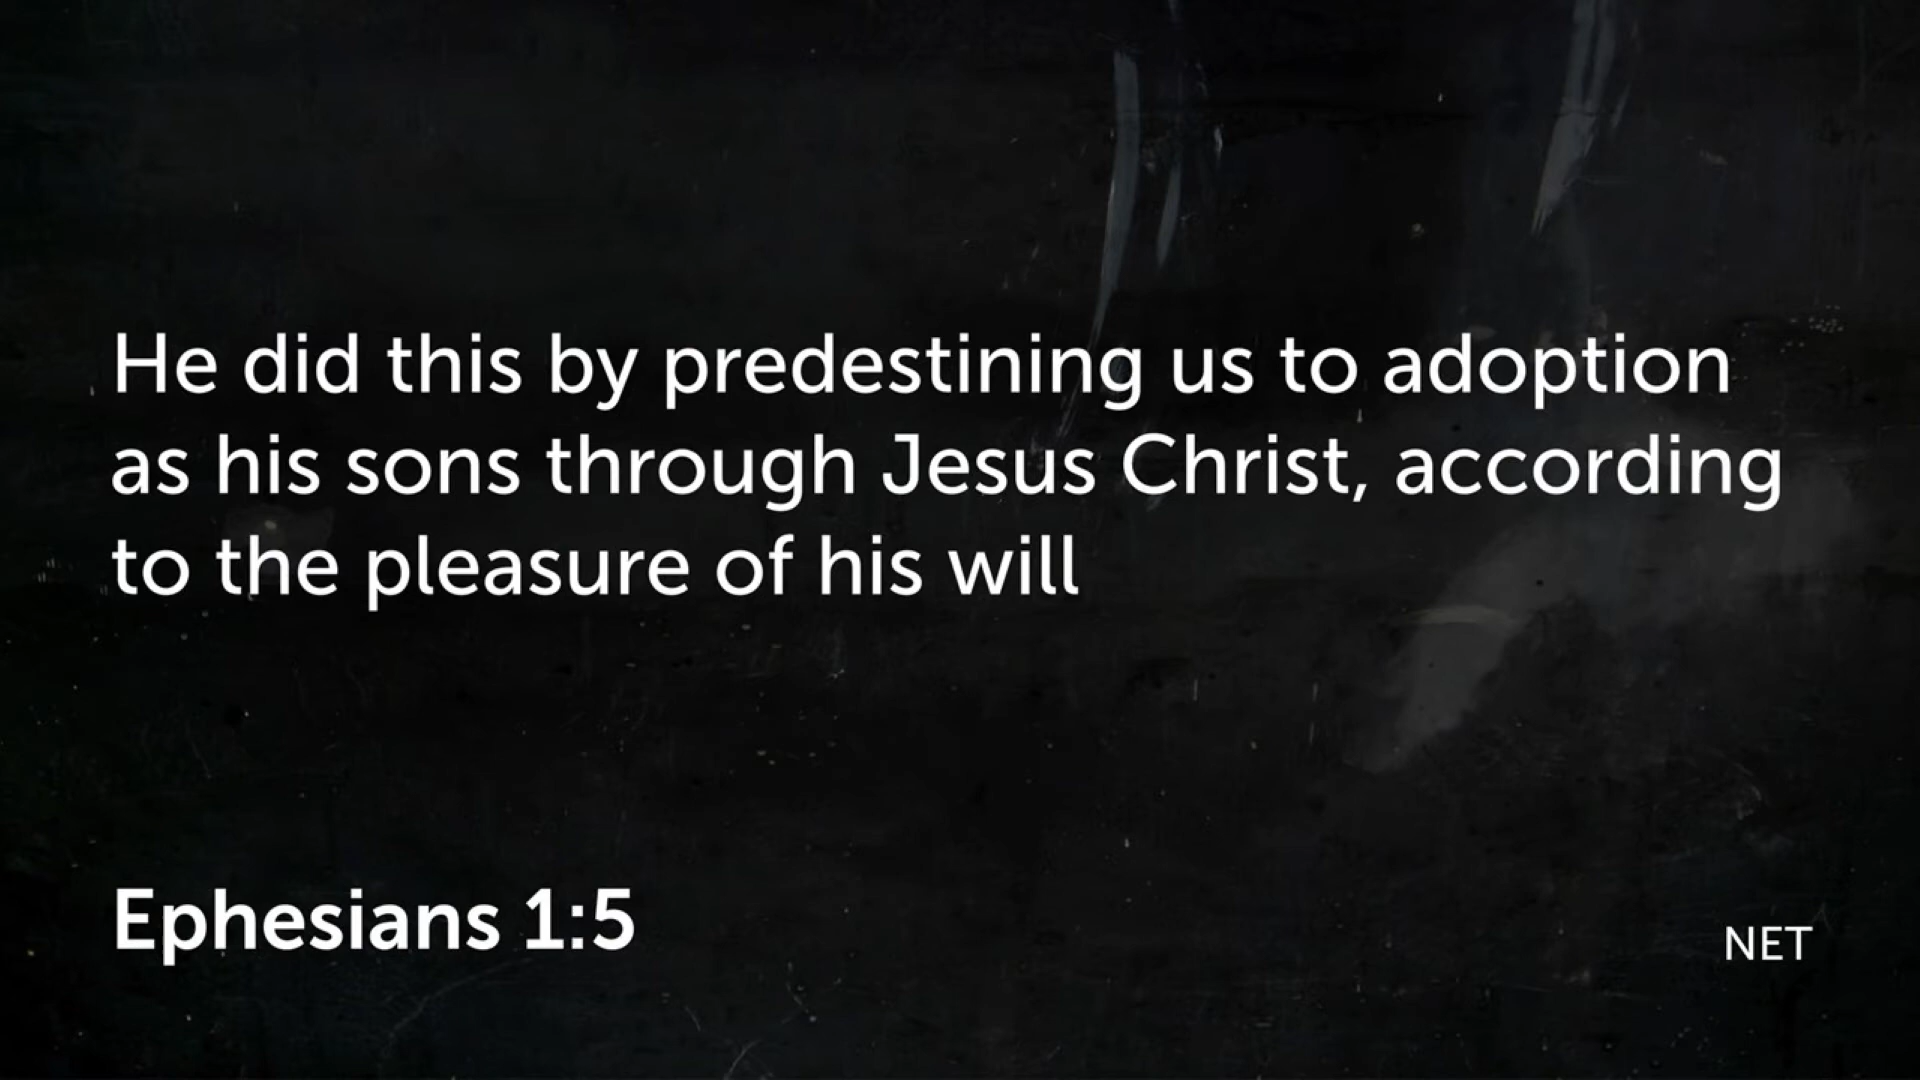 He did this by predestining us to adoption
as his sons through Jesus Christ, according
to the pleasure of his will
Ephesians 1:5
NET